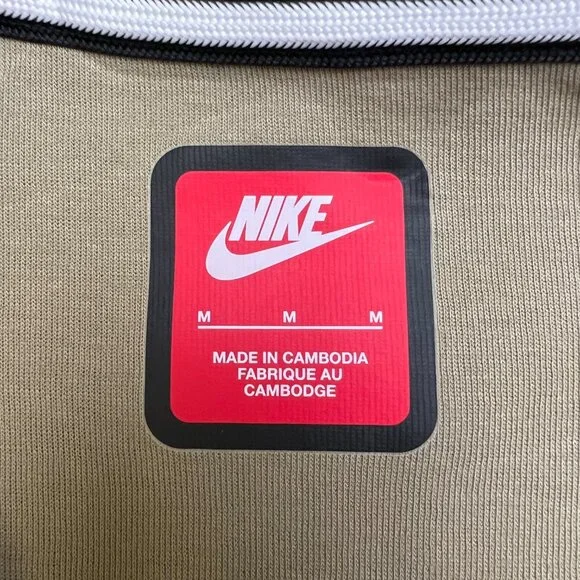 NIKE
M M M
MADE IN CAMBODIA
FABRIQUE AU
CAMBODGE